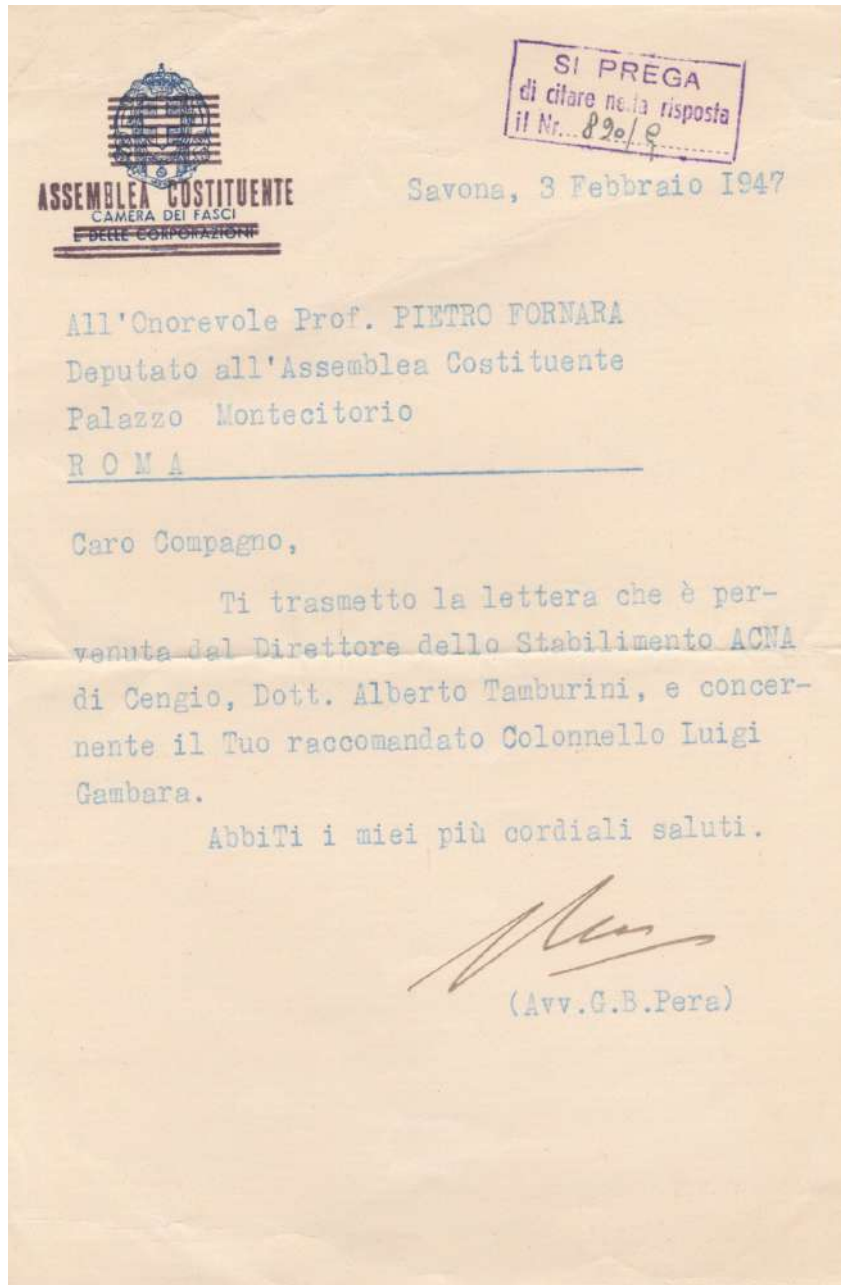 SI PREGA
di citare nella risposta
il Nr. 820/
ASSEMBLEA COSTITUENTE
CAMERA DEI FASCI
E DELLE CORPORAZIONI
Savona, 3 Febbraio I947
All'Onorevole Prof. PIETRO FORNARA
Deputato all'Assemblea Costituente
Palazzo Montecitorio
R O M A
Caro Compagno,
Ti trasmetto la lettera che è per-
venuta dal Direttore dello Stabilimento ACNA
di Cengio, Dott. Alberto Tamburini, e concer-
nente il Tuo raccomandato Colonnello Luigi
Gambara.
AbbiTi i miei più cordiali saluti.
(Avv.G.B.Pera)